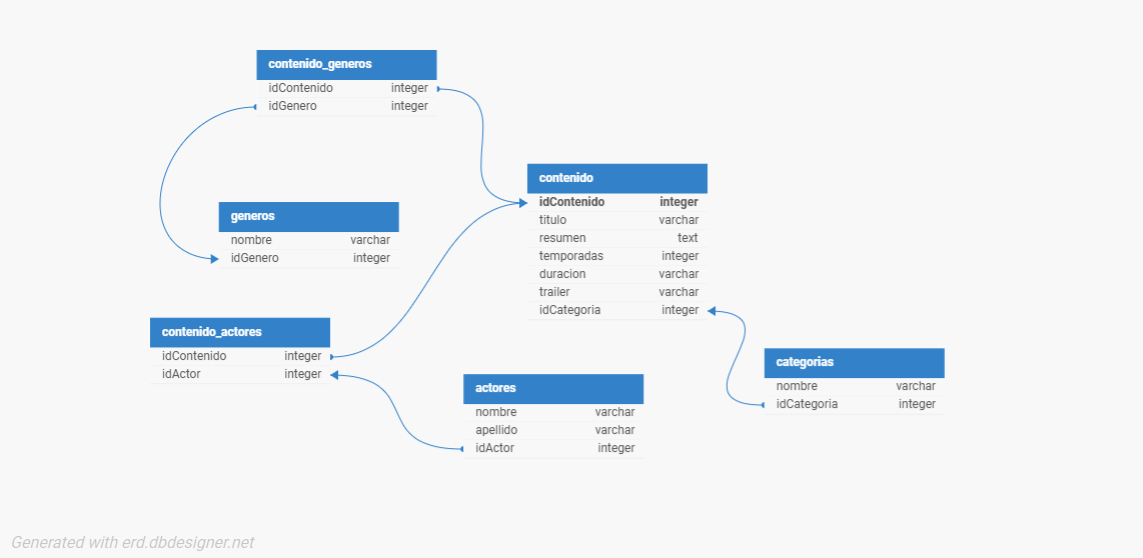 contenido_generos
idContenido integer
idGenero integer
contenido
idContenido integer
titulo varchar
resumen text
temporadas integer
duracion varchar
trailer varchar
idCategoria integer
generos
nombre varchar
idGenero integer
contenido_actores
idContenido integer
idActor integer
categorias
nombre varchar
idCategoria integer
actores
nombre varchar
apellido varchar
idActor integer
Generated with erd.dbdesigner.net